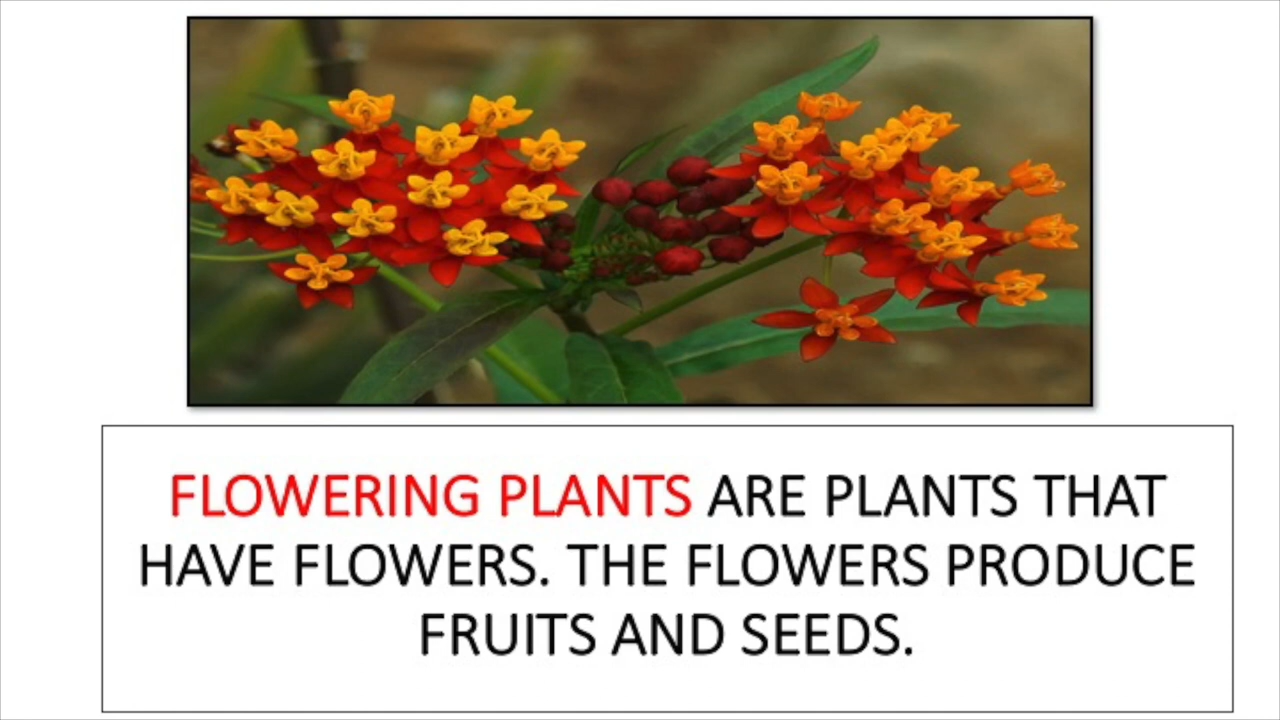 FLOWERING PLANTS ARE PLANTS THAT
HAVE FLOWERS. THE FLOWERS PRODUCE
FRUITS AND SEEDS.